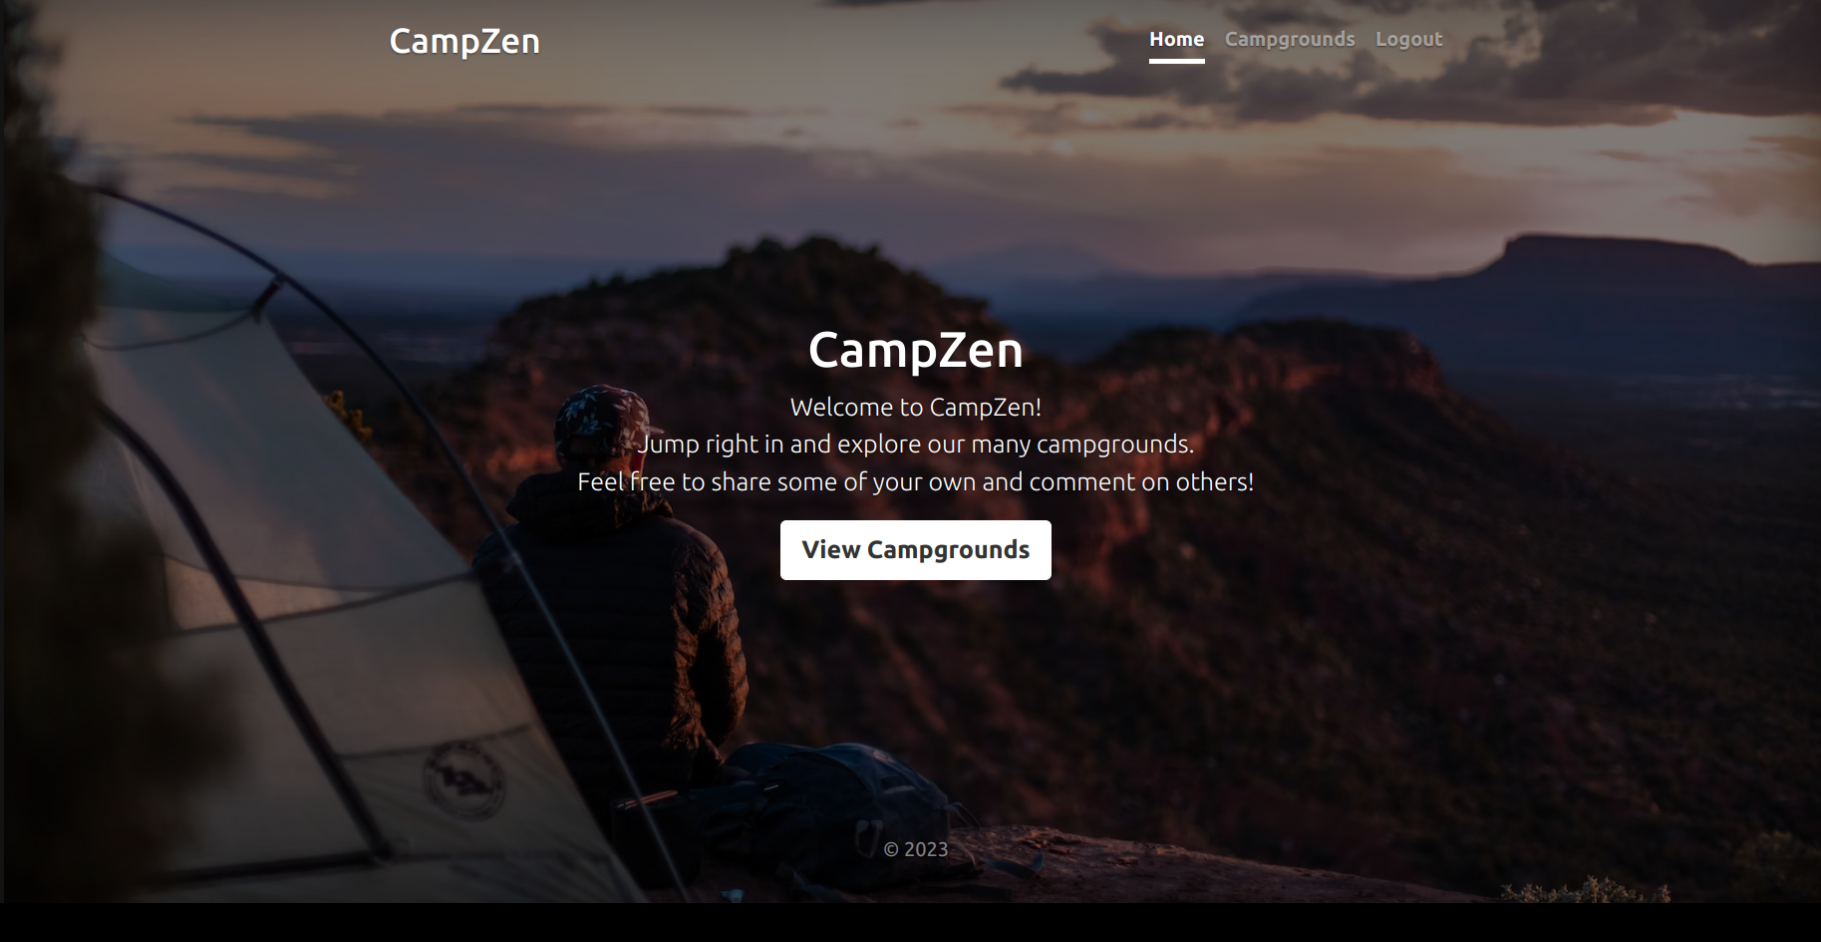 CampZen
Home Campgrounds Logout
CampZen
Welcome to CampZen!
Jump right in and explore our many campgrounds.
Feel free to share some of your own and comment on others!
View Campgrounds
© 2023